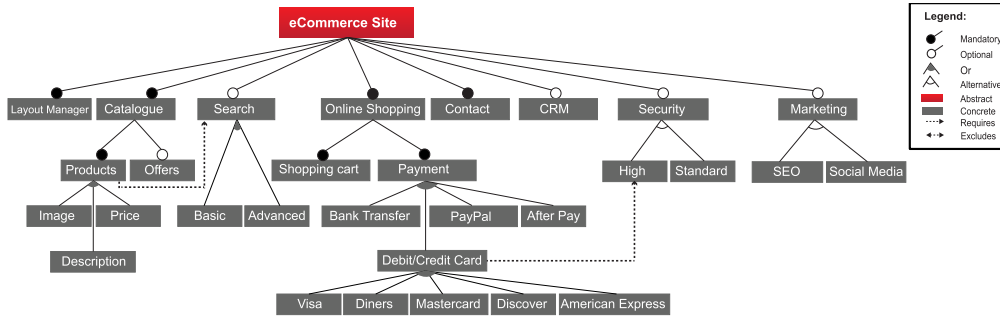 eCommerce Site
Legend:
Mandatory
Optional
Or
Alternative
Abstract
Concrete
Requires
Excludes
Layout Manager
Catalogue
Search
Online Shopping
Contact
CRM
Security
Marketing
Products
Offers
Shopping cart
Payment
High
Standard
SEO
Social Media
Image
Price
Basic
Advanced
Bank Transfer
PayPal
After Pay
Description
Debit/Credit Card
Visa
Diners
Mastercard
Discover
American Express